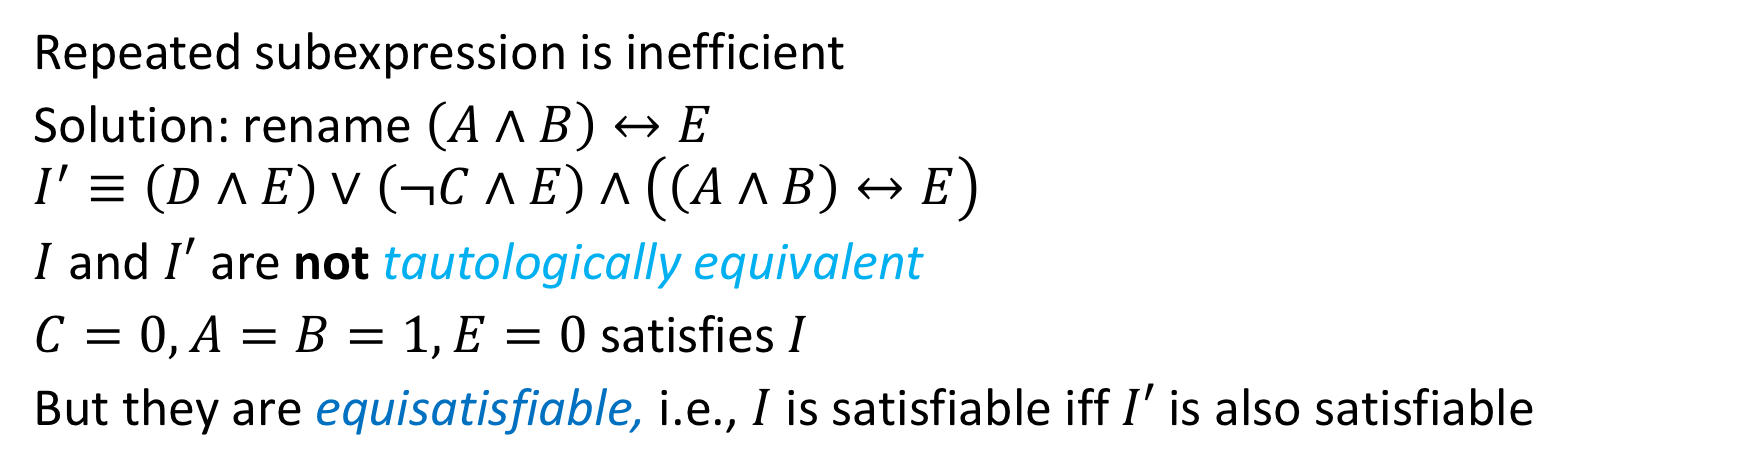 Repeated subexpression is inefficient
Solution: rename (𝐴 ∧ 𝐵) ↔ 𝐸
𝐼′ ≡ (𝐷 ∧ 𝐸) ∨ (¬𝐶 ∧ 𝐸) ∧ ((𝐴 ∧ 𝐵) ↔ 𝐸)
𝐼 and 𝐼′ are not tautologically equivalent
𝐶 = 0, 𝐴 = 𝐵 = 1, 𝐸 = 0 satisfies 𝐼
But they are equisatisfiable, i.e., 𝐼 is satisfiable iff 𝐼′ is also satisfiable